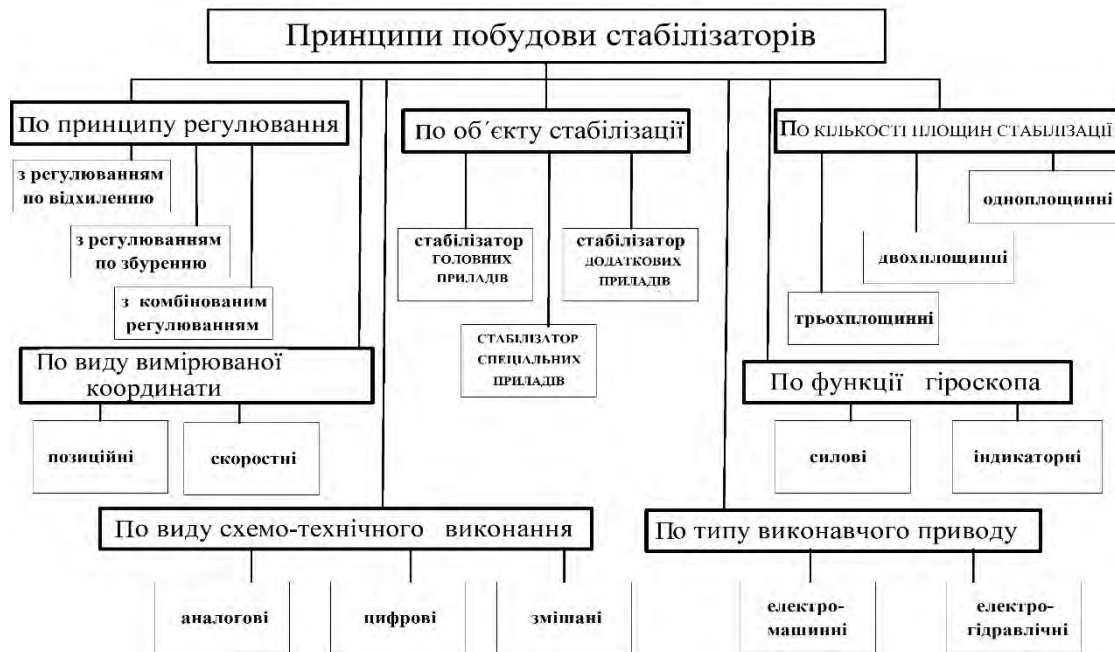 Принципи побудови стабілізаторів
По принципу регулювання
з регулюванням
по відхиленню
з регулюванням
по збуренню
з комбінованим
регулюванням
По об´єкту стабілізації
стабілізатор
головних
приладів
стабілізатор
додаткових
приладів
стабілізатор
спеціальних
приладів
По кількості площин стабілізації
одноплощинні
двохплощинні
трьохплощинні
По виду вимірюваної
координати
позиційні
скоростні
По функції гіроскопа
силові
індикаторні
По виду схемо-технічного виконання
аналогові
цифрові
змішані
По типу виконавчого приводу
електро-
машинні
електро-
гідравлічні